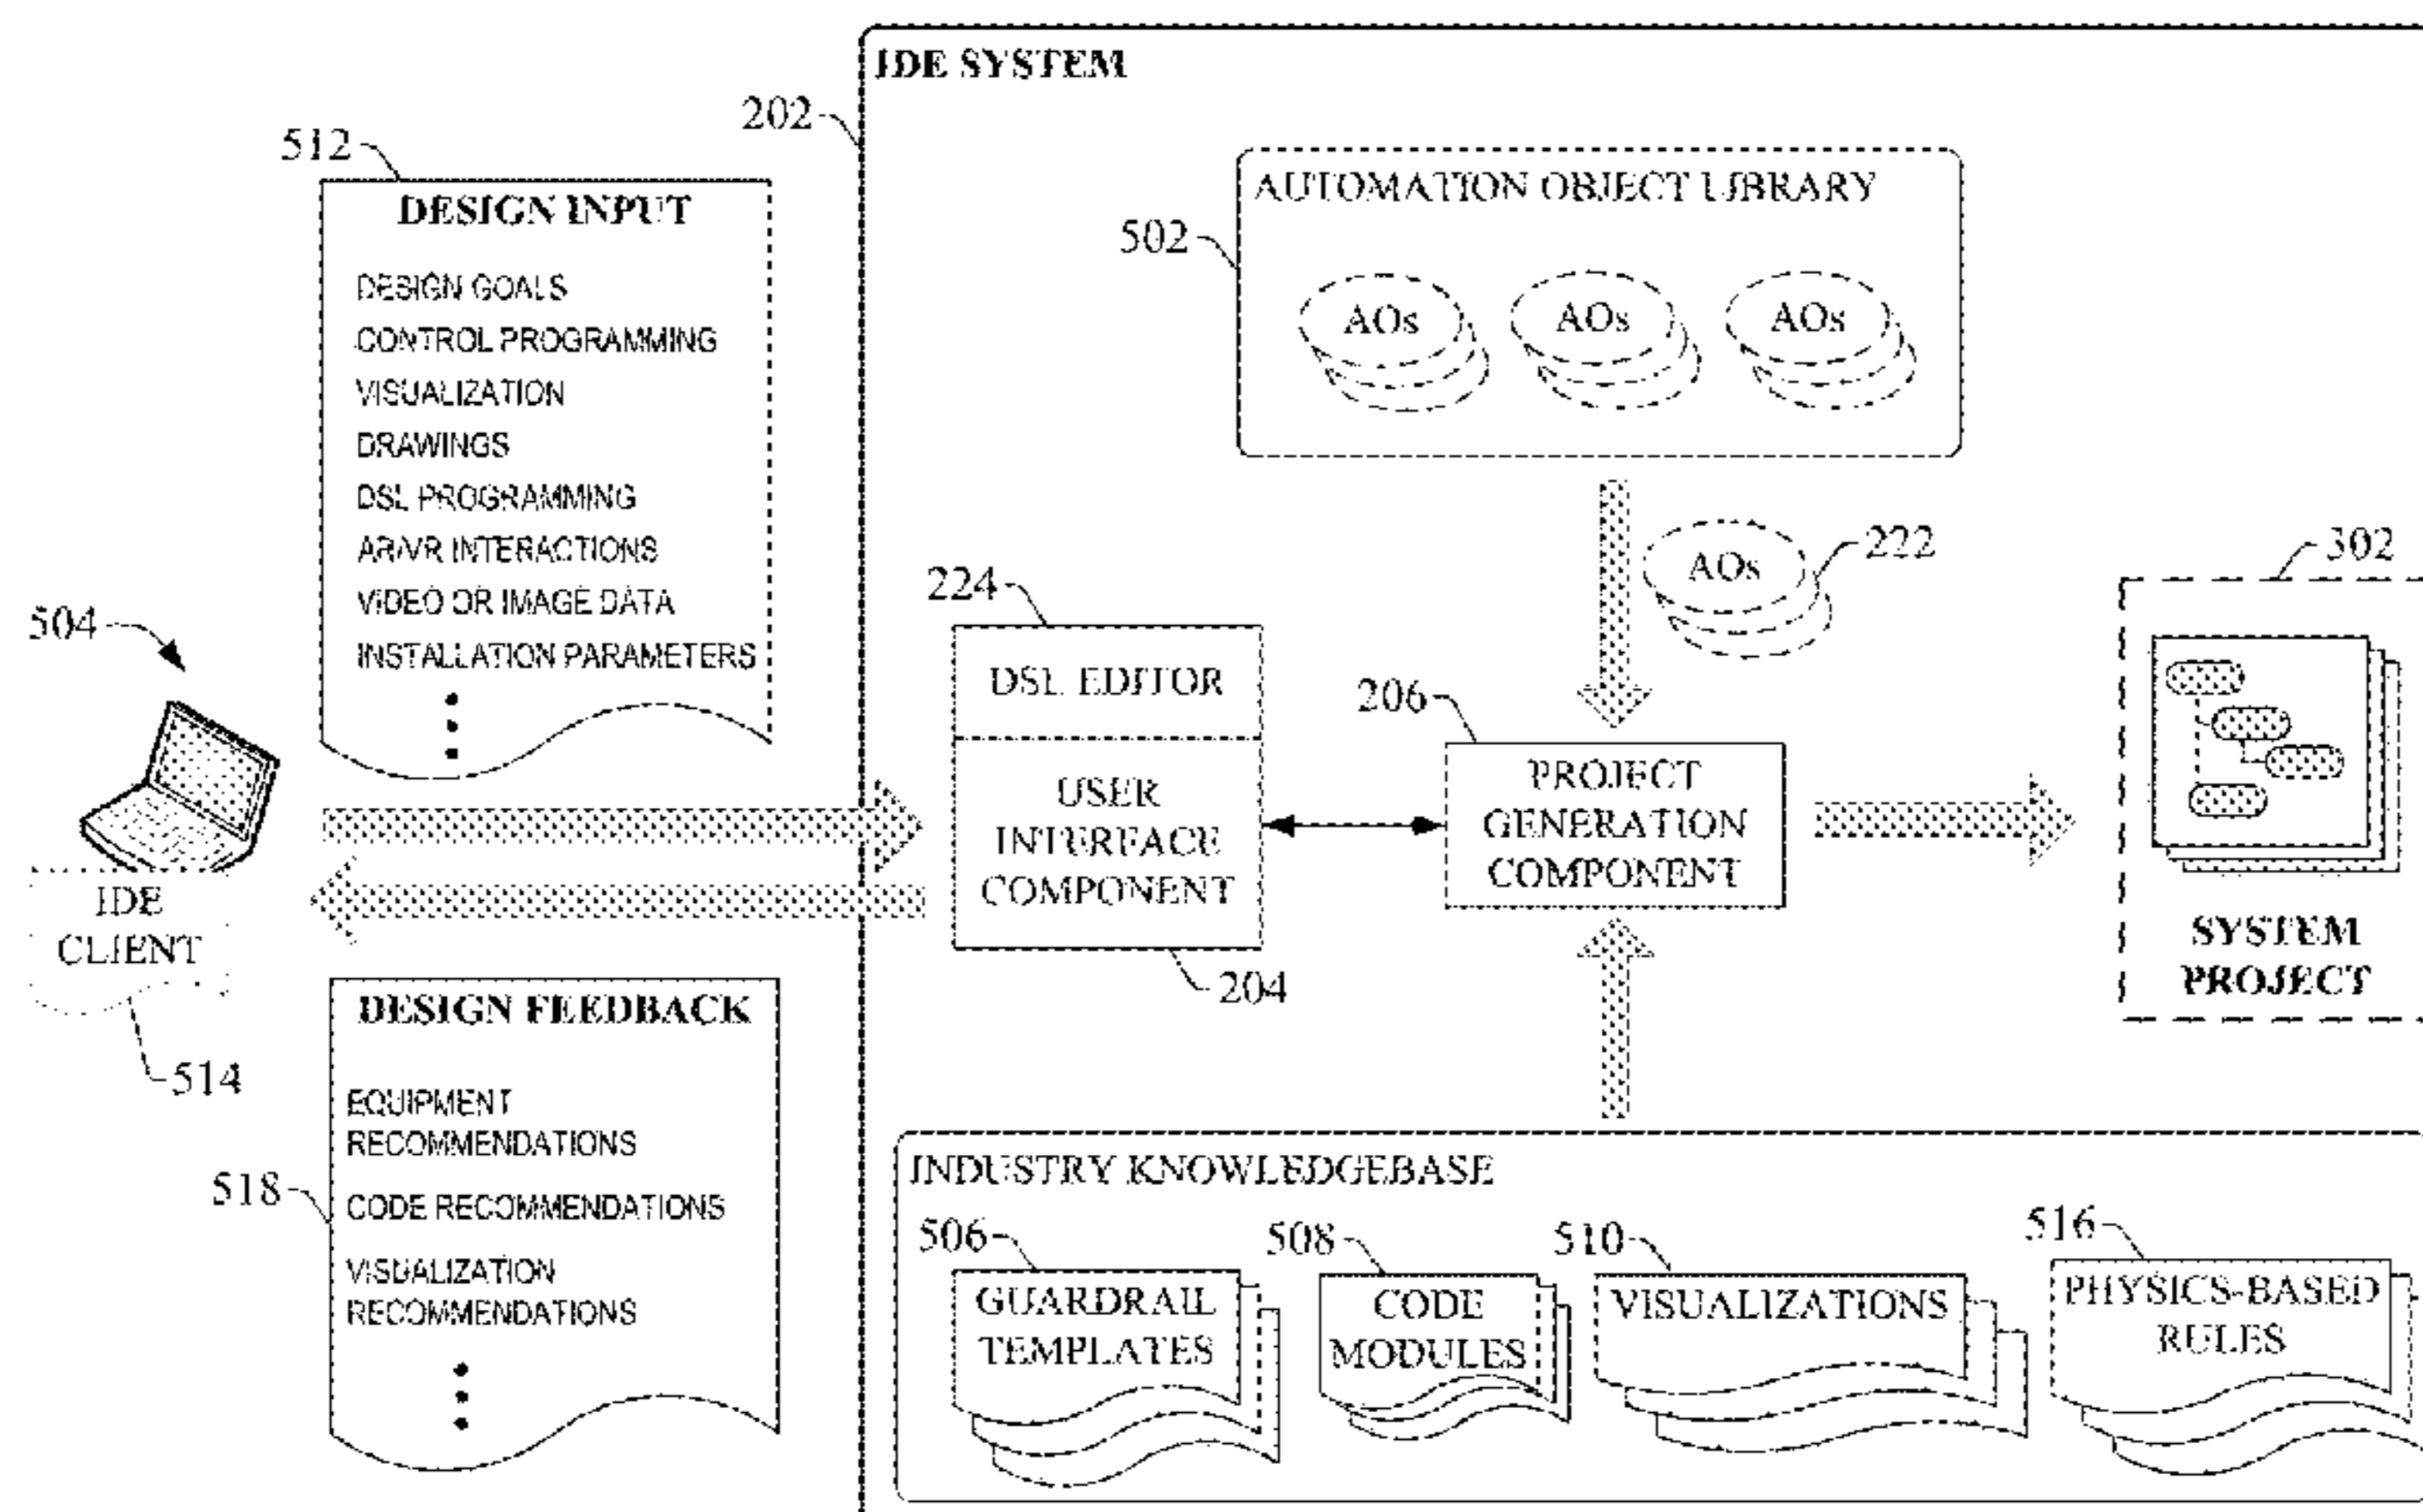 IDE SYSTEM
202
512
DESIGN INPUT
DESIGN GOALS
CONTROL PROGRAMMING
VISUALIZATION
DRAWINGS
DSL PROGRAMMING
AR/VR INTERACTIONS
VIDEO OR IMAGE DATA
INSTALLATION PARAMETERS
504
IDE
CLIENT
514
DESIGN FEEDBACK
EQUIPMENT
RECOMMENDATIONS
CODE RECOMMENDATIONS
VISUALIZATION
RECOMMENDATIONS
518
AUTOMATION OBJECT LIBRARY
502
AOs
AOs
AOs
AOs
222
224
DSL EDITOR
USER
INTERFACE
COMPONENT
204
206
PROJECT
GENERATION
COMPONENT
302
SYSTEM
PROJECT
INDUSTRY KNOWLEDGEBASE
506
GUARDRAIL
TEMPLATES
508
CODE
MODULES
510
VISUALIZATIONS
516
PHYSICS-BASED
RULES